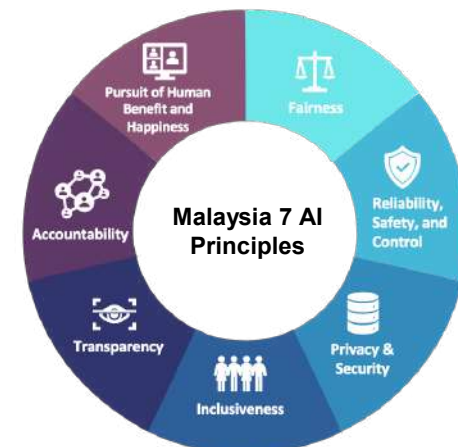 Malaysia 7 AI
Principles
Fairness
Reliability,
Safety, and
Control
Privacy &
Security
Inclusiveness
Transparency
Accountability
Pursuit of Human
Benefit and
Happiness